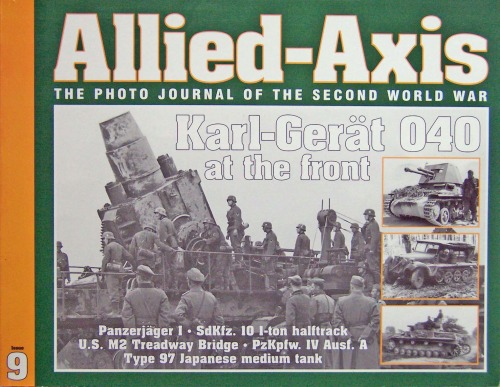 Allied-Axis
THE PHOTO JOURNAL OF THE SECOND WORLD WAR
Karl-Gerät 040
at the front
Panzerjäger I · SdKfz. 10 1-ton halftrack
U.S. M2 Treadway Bridge · PzKpfw. IV Ausf. A
Type 97 Japanese medium tank
Issue
9